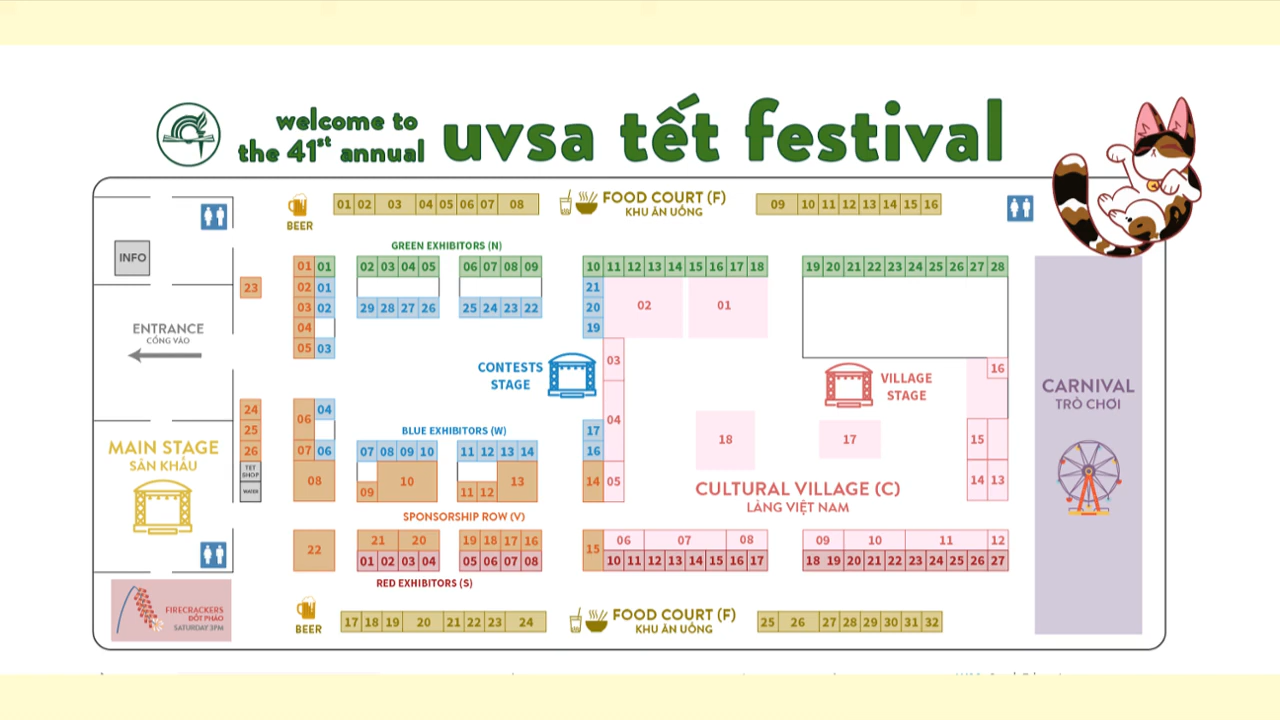 welcome to
the 41st annual
uvsa tết festival
01 02 03 04 05 06 07 08
FOOD COURT (F)
KHU ĂN UỐNG
09 10 11 12 13 14 15 16
BEER
GREEN EXHIBITORS (N)
INFO
01 01
02 03 04 05
06 07 08 09
10 11 12 13 14 15 16 17 18
19 20 21 22 23 24 25 26 27 28
23
02 01
03 02
04
05 03
29 28 27 26
25 24 23 22
21
20
19
02
01
ENTRANCE
CỔNG VÀO
CONTESTS
STAGE
03
04
05
VILLAGE
STAGE
16
CARNIVAL
TRÒ CHƠI
24
25
26
TET
SHOP
WATER
06 04
07 06
08
BLUE EXHIBITORS (W)
07 08 09 10
11 12 13 14
09 10
11 12 13
17
16
14
18
17
15
14 13
MAIN STAGE
SÂN KHẤU
CULTURAL VILLAGE (C)
LÀNG VIỆT NAM
SPONSORSHIP ROW (V)
22
21 20
19 18 17 16
15
06 07 08
09 10 11 12
01 02 03 04
05 06 07 08
10 11 12 13 14 15 16 17
18 19 20 21 22 23 24 25 26 27
RED EXHIBITORS (S)
FIRECRACKERS
ĐỐT PHÁO
SATURDAY 3PM
BEER
17 18 19 20 21 22 23 24
FOOD COURT (F)
KHU ĂN UỐNG
25 26 27 28 29 30 31 32